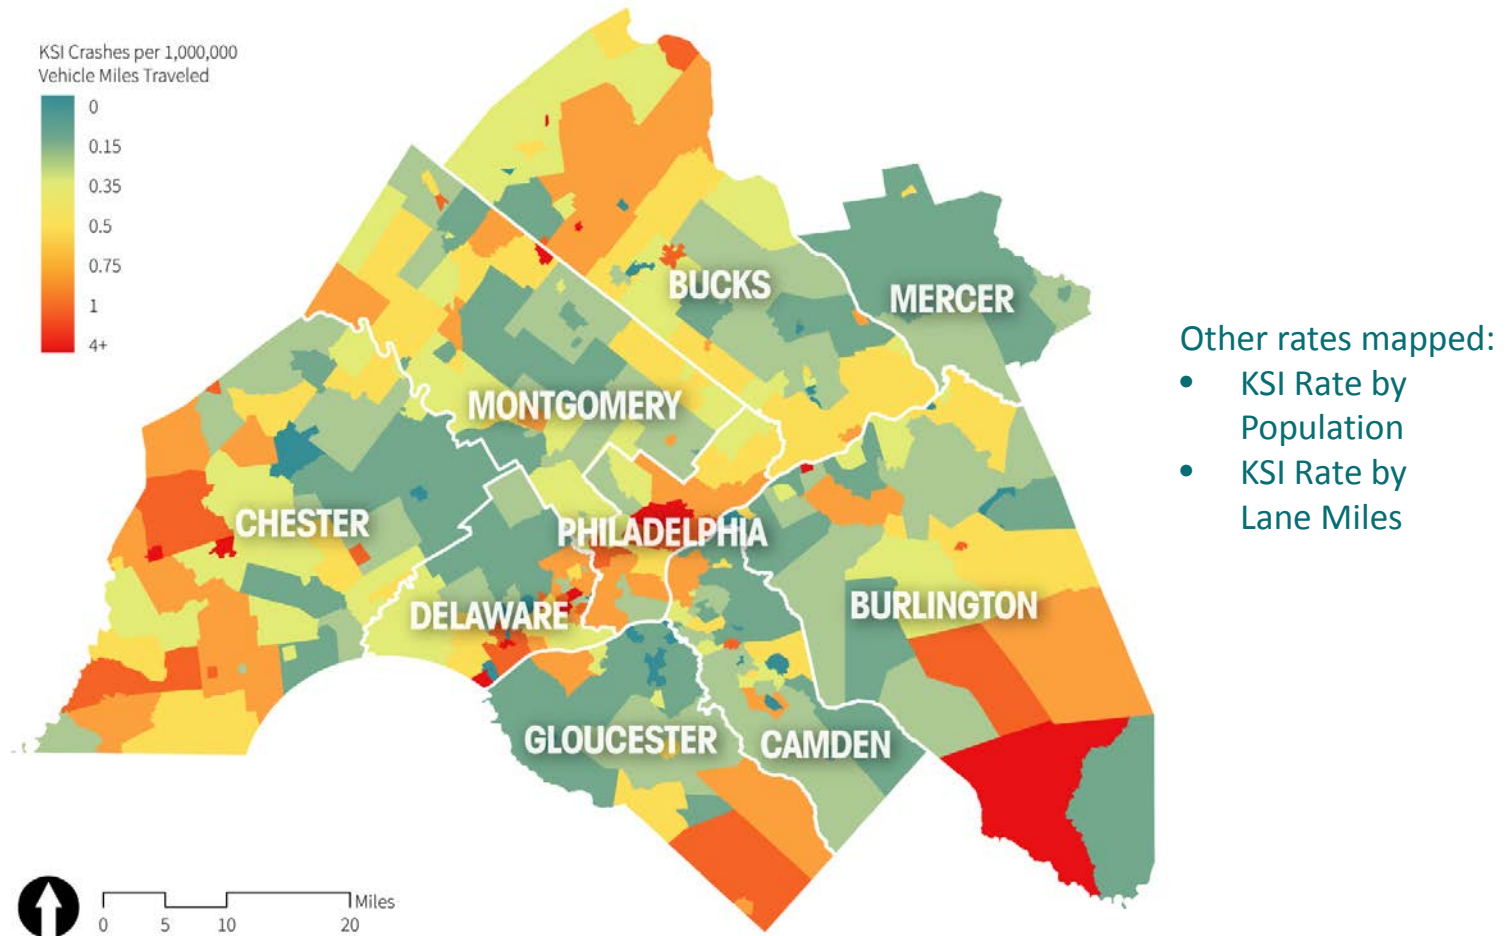 KSI Crashes per 1,000,000
Vehicle Miles Traveled
0
0.15
0.35
0.5
0.75
1
4+
BUCKS
MERCER
MONTGOMERY
CHESTER
PHILADELPHIA
DELAWARE
BURLINGTON
GLOUCESTER
CAMDEN
Other rates mapped:
• KSI Rate by
Population
• KSI Rate by
Lane Miles
Miles
0 5 10 20